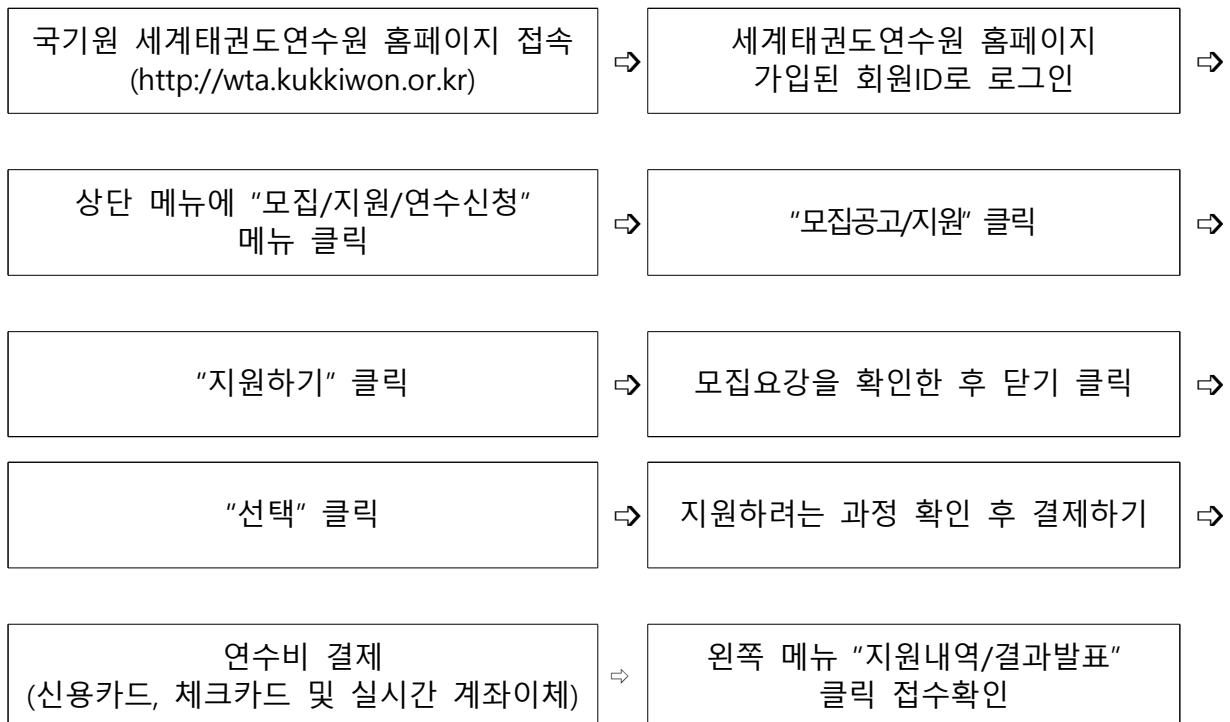 국기원 세계태권도연수원 홈페이지 접속
(http://wta.kukkiwon.or.kr)
⇨
세계태권도연수원 홈페이지
가입된 회원ID로 로그인
⇨
상단 메뉴에 "모집/지원/연수신청"
메뉴 클릭
⇨
"모집공고/지원" 클릭
⇨
"지원하기" 클릭
⇨
모집요강을 확인한 후 닫기 클릭
⇨
"선택" 클릭
⇨
지원하려는 과정 확인 후 결제하기
⇨
연수비 결제
(신용카드, 체크카드 및 실시간 계좌이체)
⇨
왼쪽 메뉴 "지원내역/결과발표"
클릭 접수확인